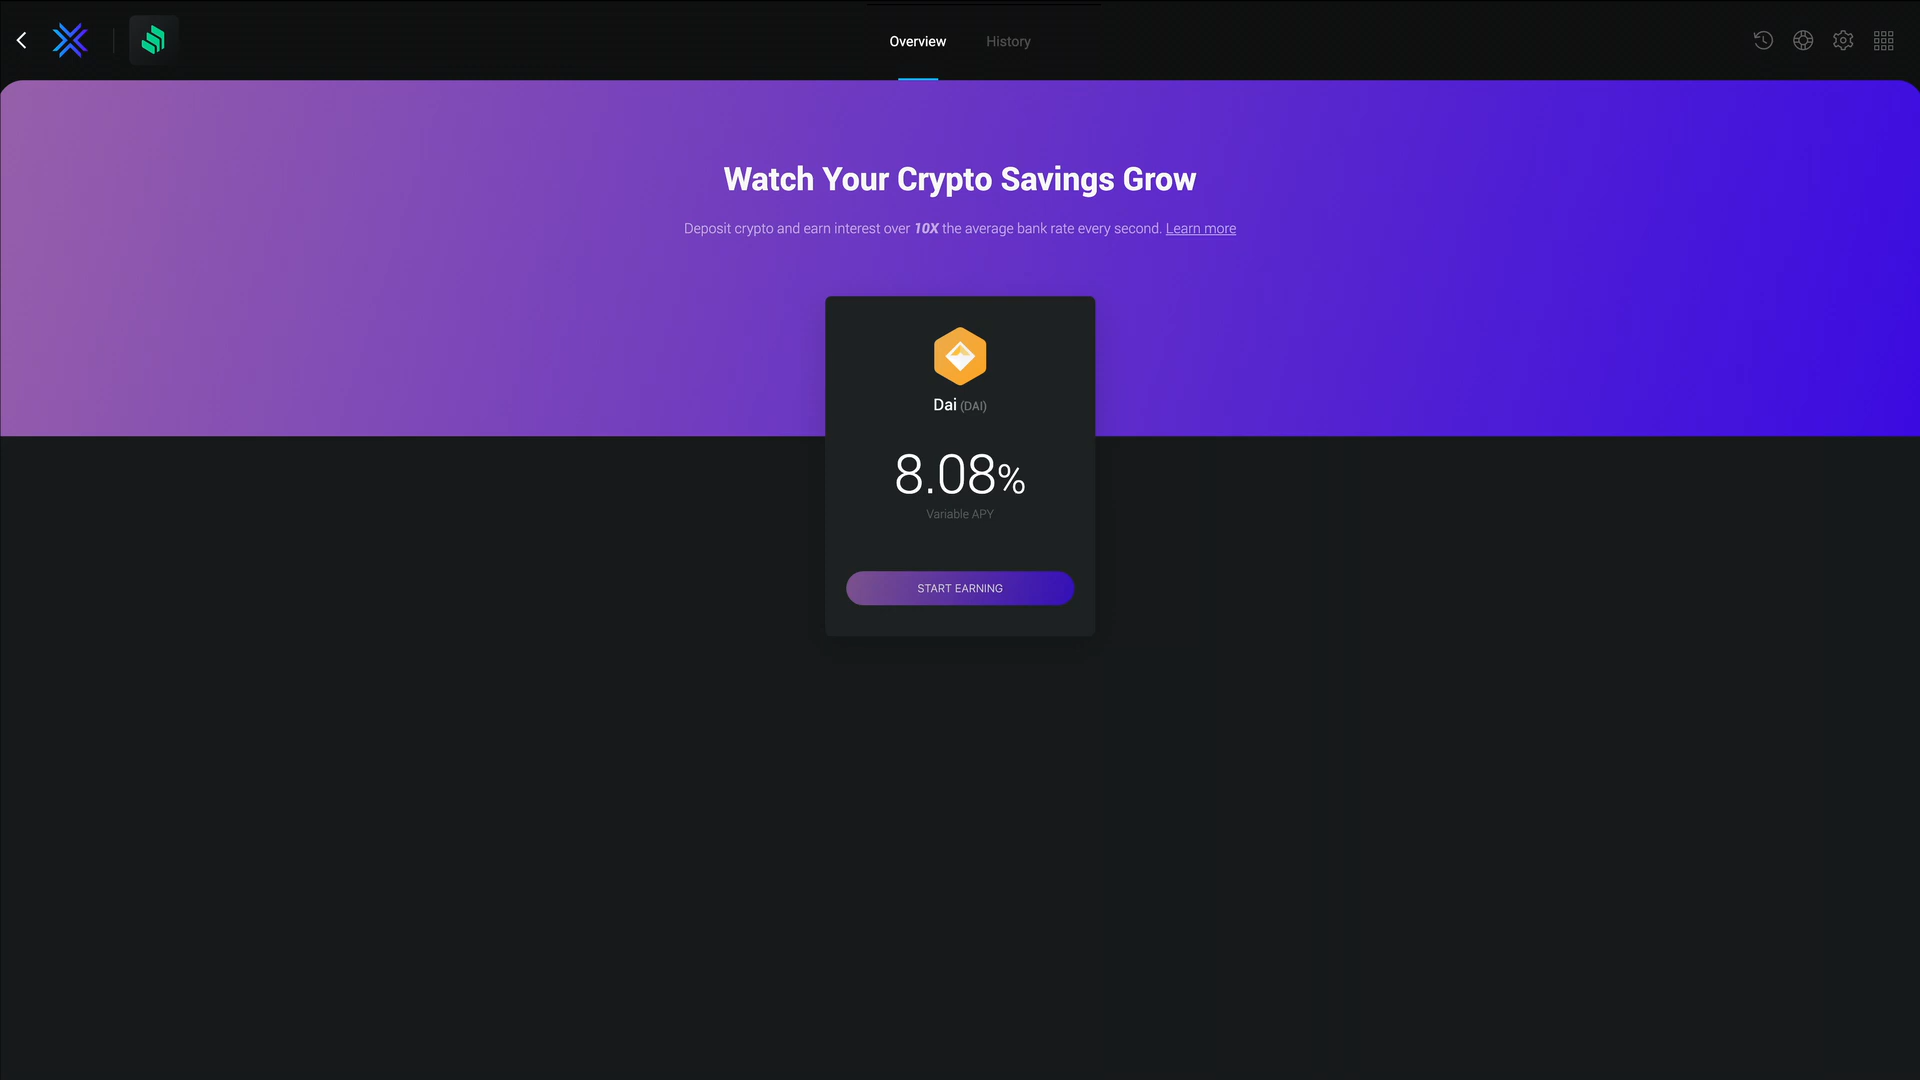 Overview History
Watch Your Crypto Savings Grow
Deposit crypto and earn interest over 10X the average bank rate every second. Learn more
Dai (DAI)
8.08%
Variable APY
START EARNING